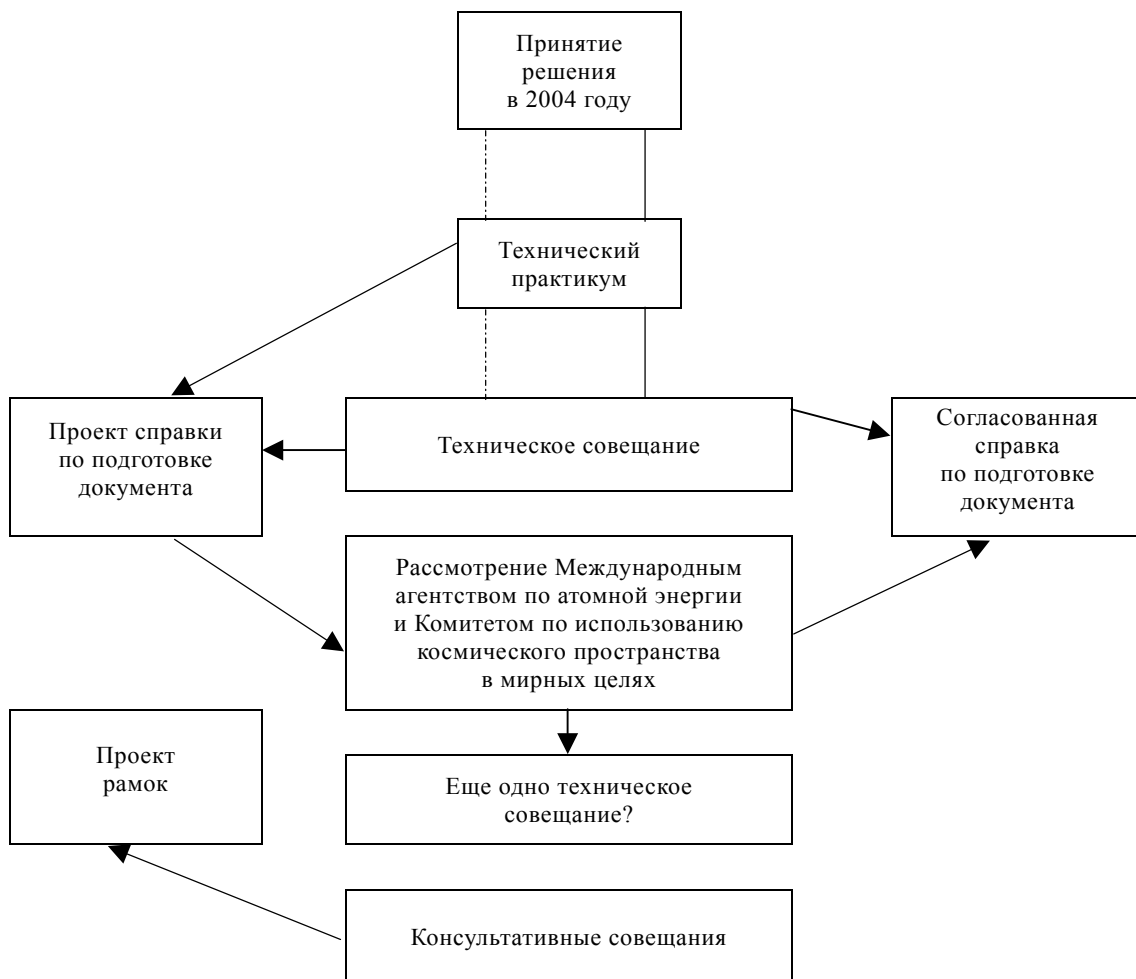 Принятие
решения
в 2004 году
Технический
практикум
Проект справки
по подготовке
документа
Техническое совещание
Согласованная
справка
по подготовке
документа
Рассмотрение Международным
агентством по атомной энергии
и Комитетом по использованию
космического пространства
в мирных целях
Проект
рамок
Еще одно техническое
совещание?
Консультативные совещания